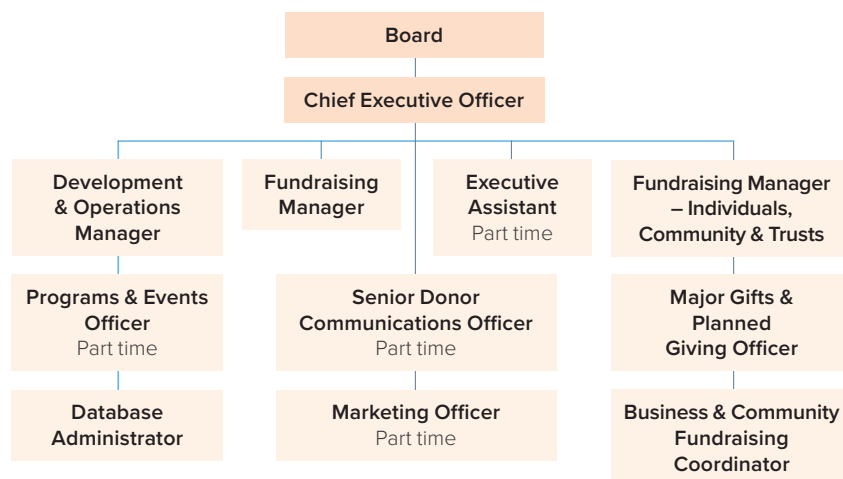 Board
Chief Executive Officer
Development
& Operations
Manager
Fundraising
Manager
Executive
Assistant
Part time
Fundraising Manager
– Individuals,
Community & Trusts
Programs & Events
Officer
Part time
Senior Donor
Communications Officer
Part time
Major Gifts &
Planned
Giving Officer
Database
Administrator
Marketing Officer
Part time
Business & Community
Fundraising
Coordinator